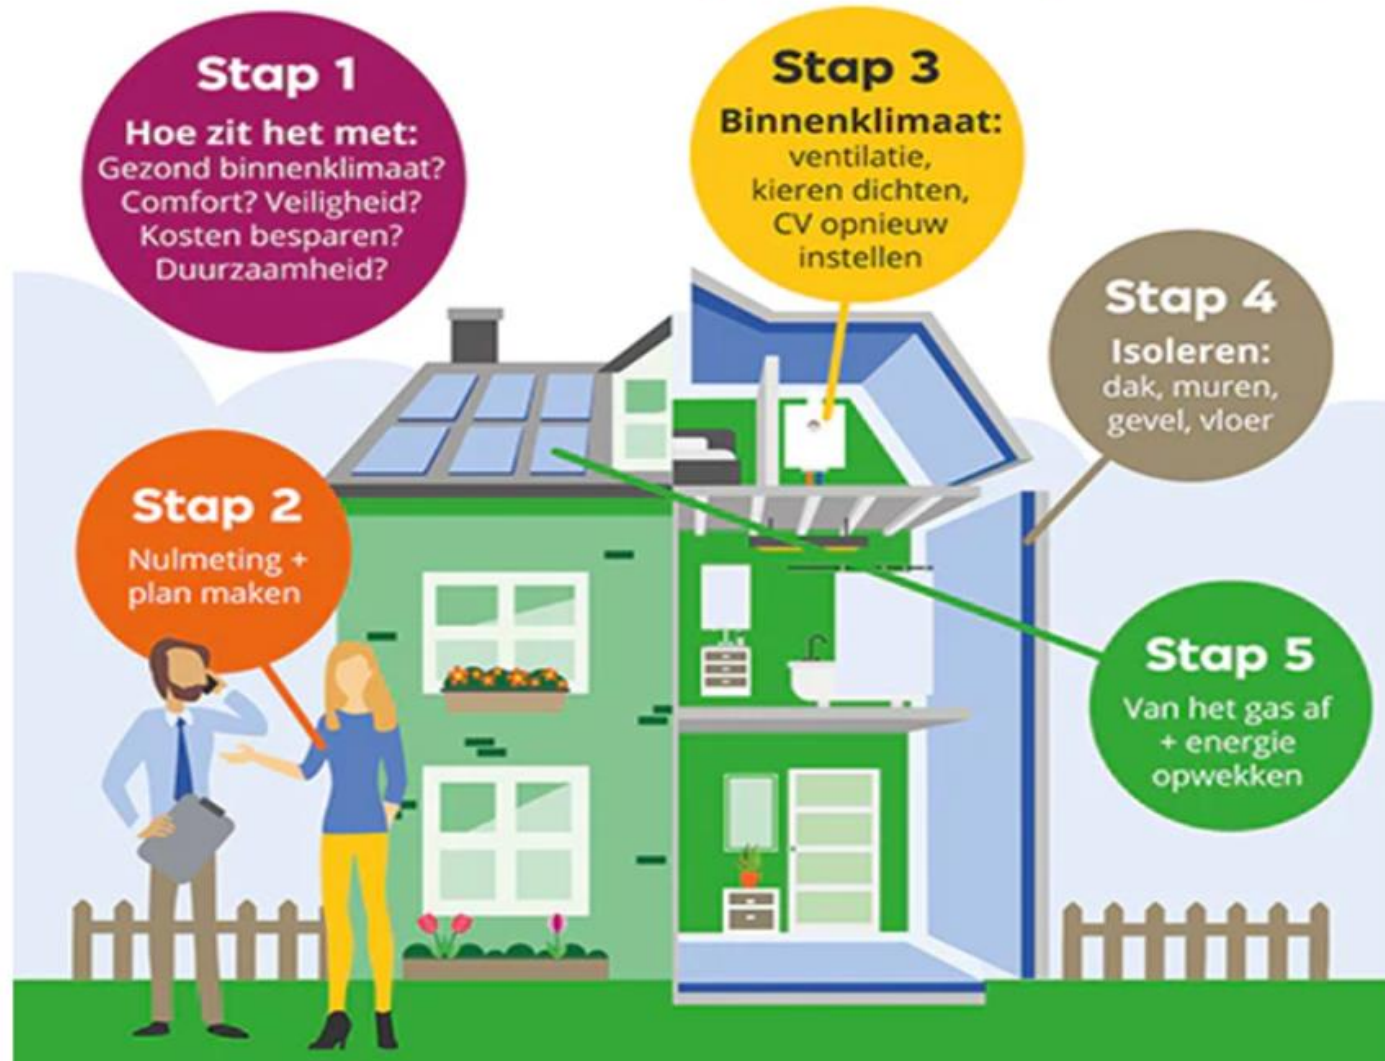 Stap 1
Hoe zit het met:
Gezond binnenklimaat?
Comfort? Veiligheid?
Kosten besparen?
Duurzaamheid?
Stap 2
Nulmeting +
plan maken
Stap 3
Binnenklimaat:
ventilatie,
kieren dichten,
CV opnieuw
instellen
Stap 4
Isoleren:
dak, muren,
gevel, vloer
Stap 5
Van het gas af
+ energie
opwekken